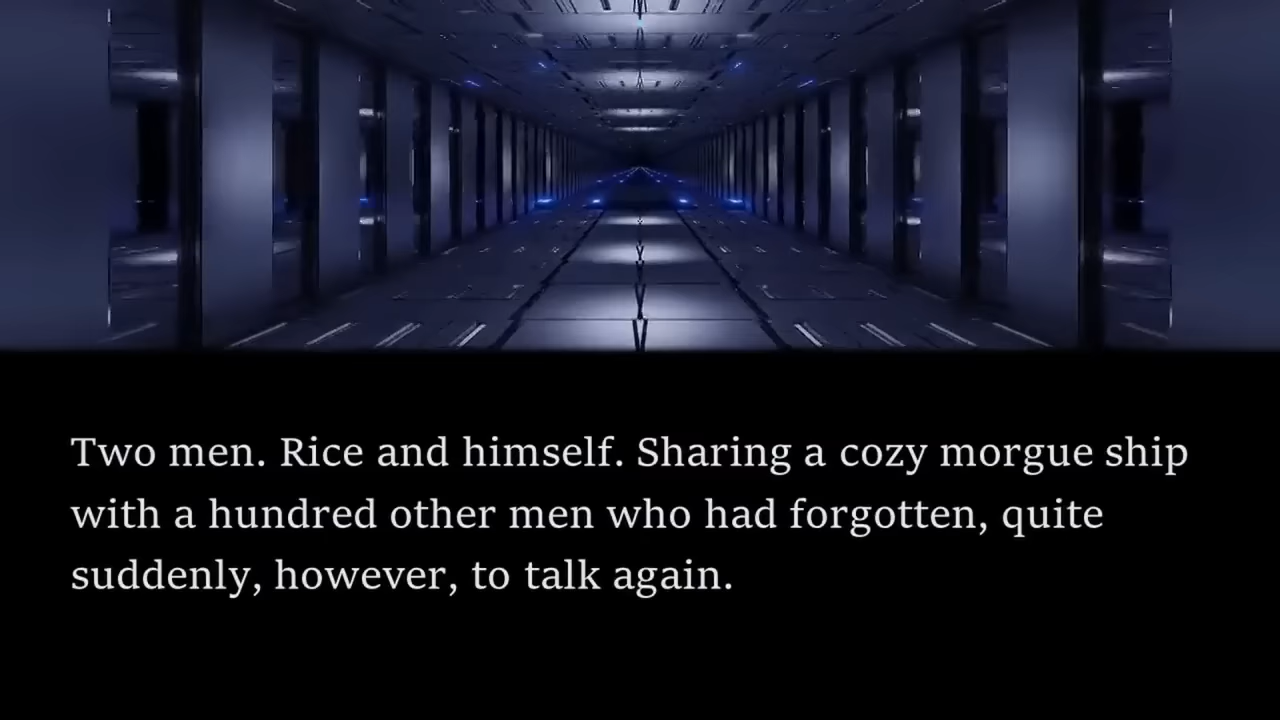 Two men. Rice and himself. Sharing a cozy morgue ship
with a hundred other men who had forgotten, quite
suddenly, however, to talk again.